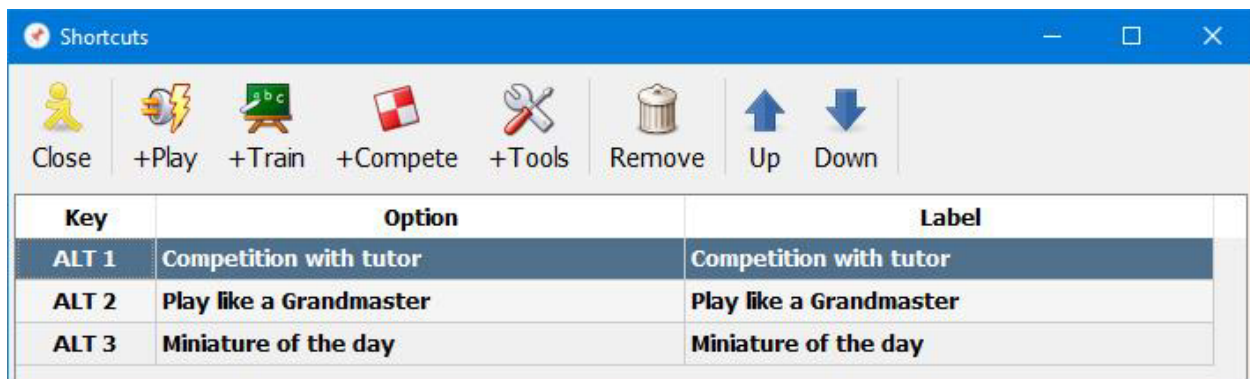 Shortcuts
Close +Play +Train +Compete +Tools Remove Up Down
Key Option Label
ALT 1 Competition with tutor Competition with tutor
ALT 2 Play like a Grandmaster Play like a Grandmaster
ALT 3 Miniature of the day Miniature of the day